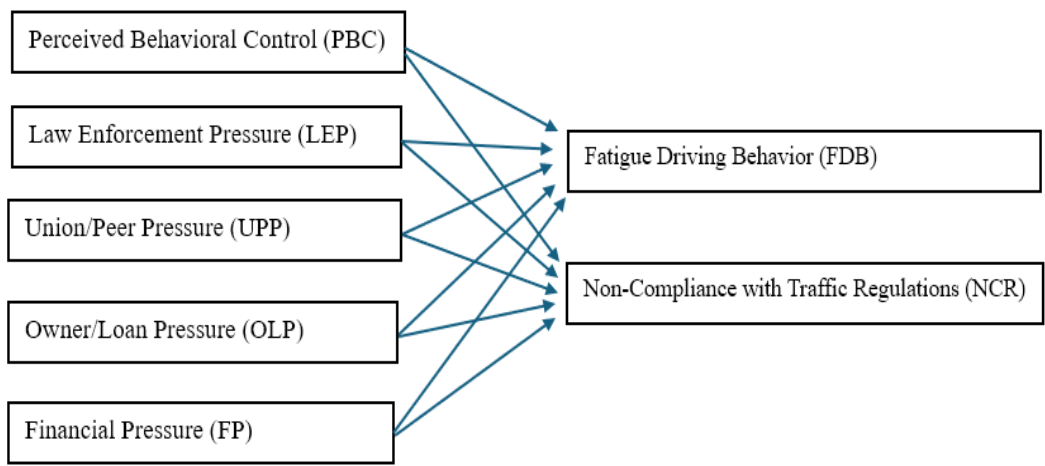 Perceived Behavioral Control (PBC)
Law Enforcement Pressure (LEP)
Union/Peer Pressure (UPP)
Owner/Loan Pressure (OLP)
Financial Pressure (FP)
Fatigue Driving Behavior (FDB)
Non-Compliance with Traffic Regulations (NCR)